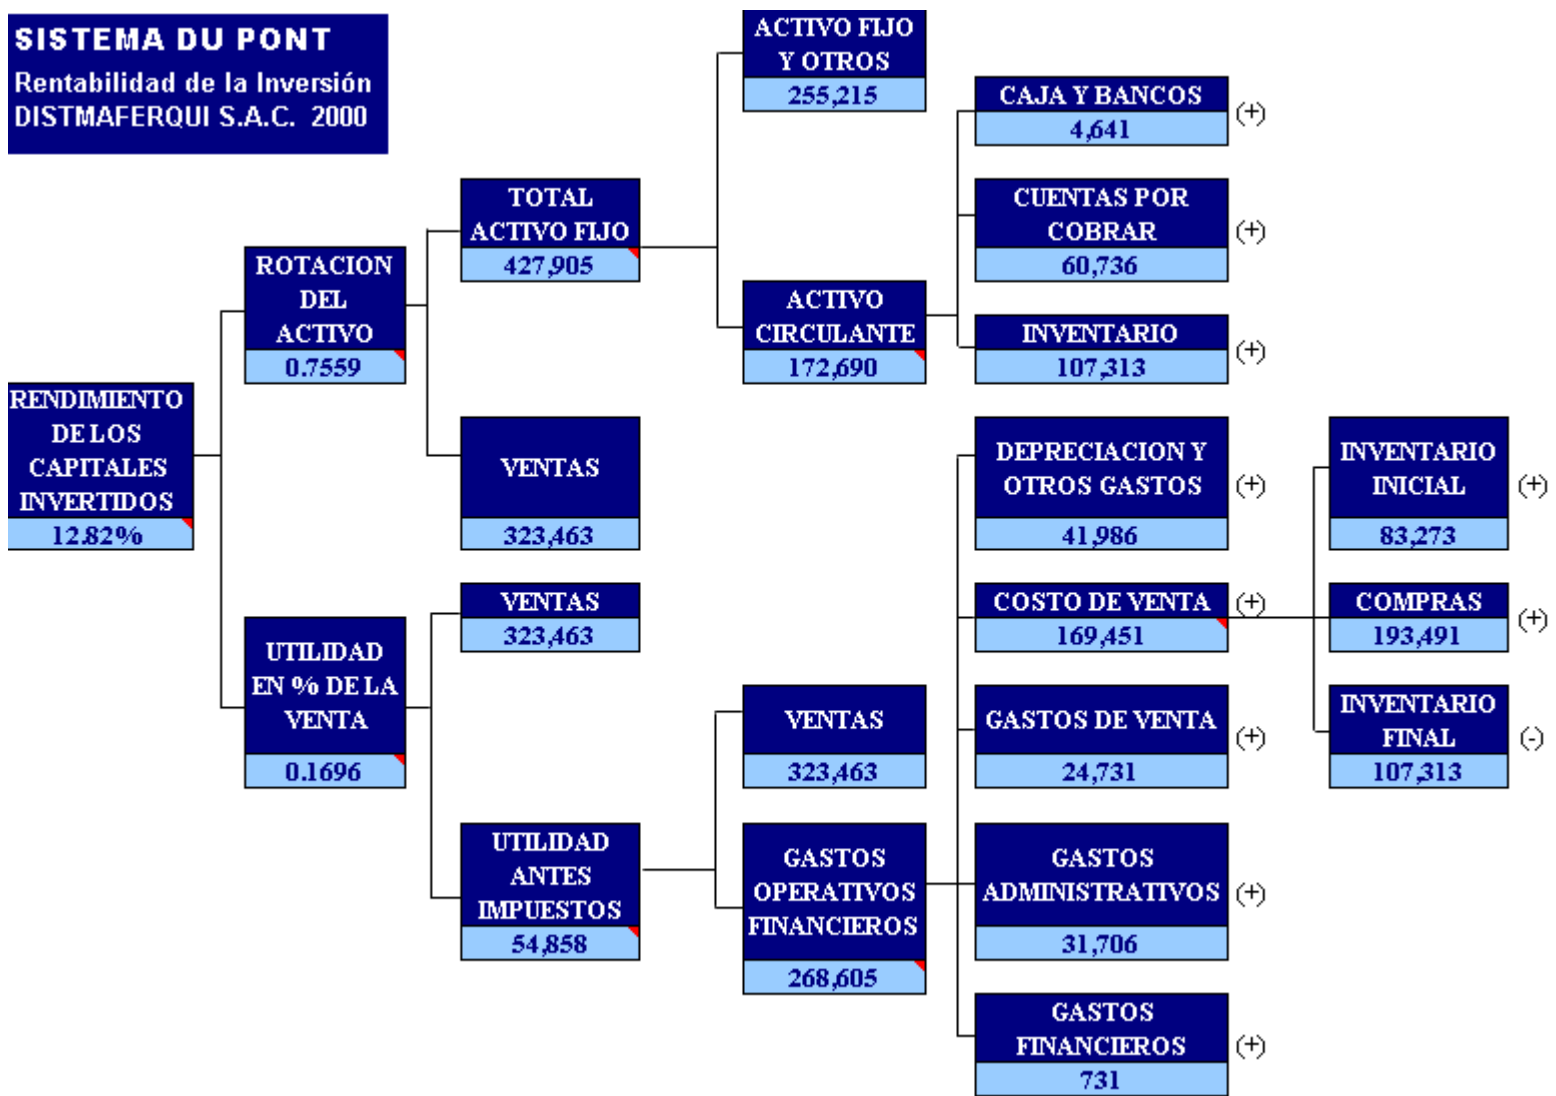 SISTEMA DU PONT
Rentabilidad de la Inversión
DISTMAFERQUI S.A.C. 2000
RENDIMIENTO
DE LOS
CAPITALES
INVERTIDOS
12.82%
ROTACION
DEL
ACTIVO
0.7559
UTILIDAD
EN % DE LA
VENTA
0.1696
TOTAL
ACTIVO FIJO
427,905
VENTAS
323,463
VENTAS
323,463
UTILIDAD
ANTES
IMPUESTOS
54,858
ACTIVO FIJO
Y OTROS
255,215
ACTIVO
CIRCULANTE
172,690
VENTAS
323,463
GASTOS
OPERATIVOS
FINANCIEROS
268,605
CAJA Y BANCOS
4,641
(+)
CUENTAS POR
COBRAR
60,736
(+)
INVENTARIO
107,313
(+)
DEPRECIACION Y
OTROS GASTOS
41,986
(+)
COSTO DE VENTA
169,451
(+)
GASTOS DE VENTA
24,731
(+)
GASTOS
ADMINISTRATIVOS
31,706
(+)
GASTOS
FINANCIEROS
731
(+)
INVENTARIO
INICIAL
83,273
(+)
COMPRAS
193,491
(+)
INVENTARIO
FINAL
107,313
(-)